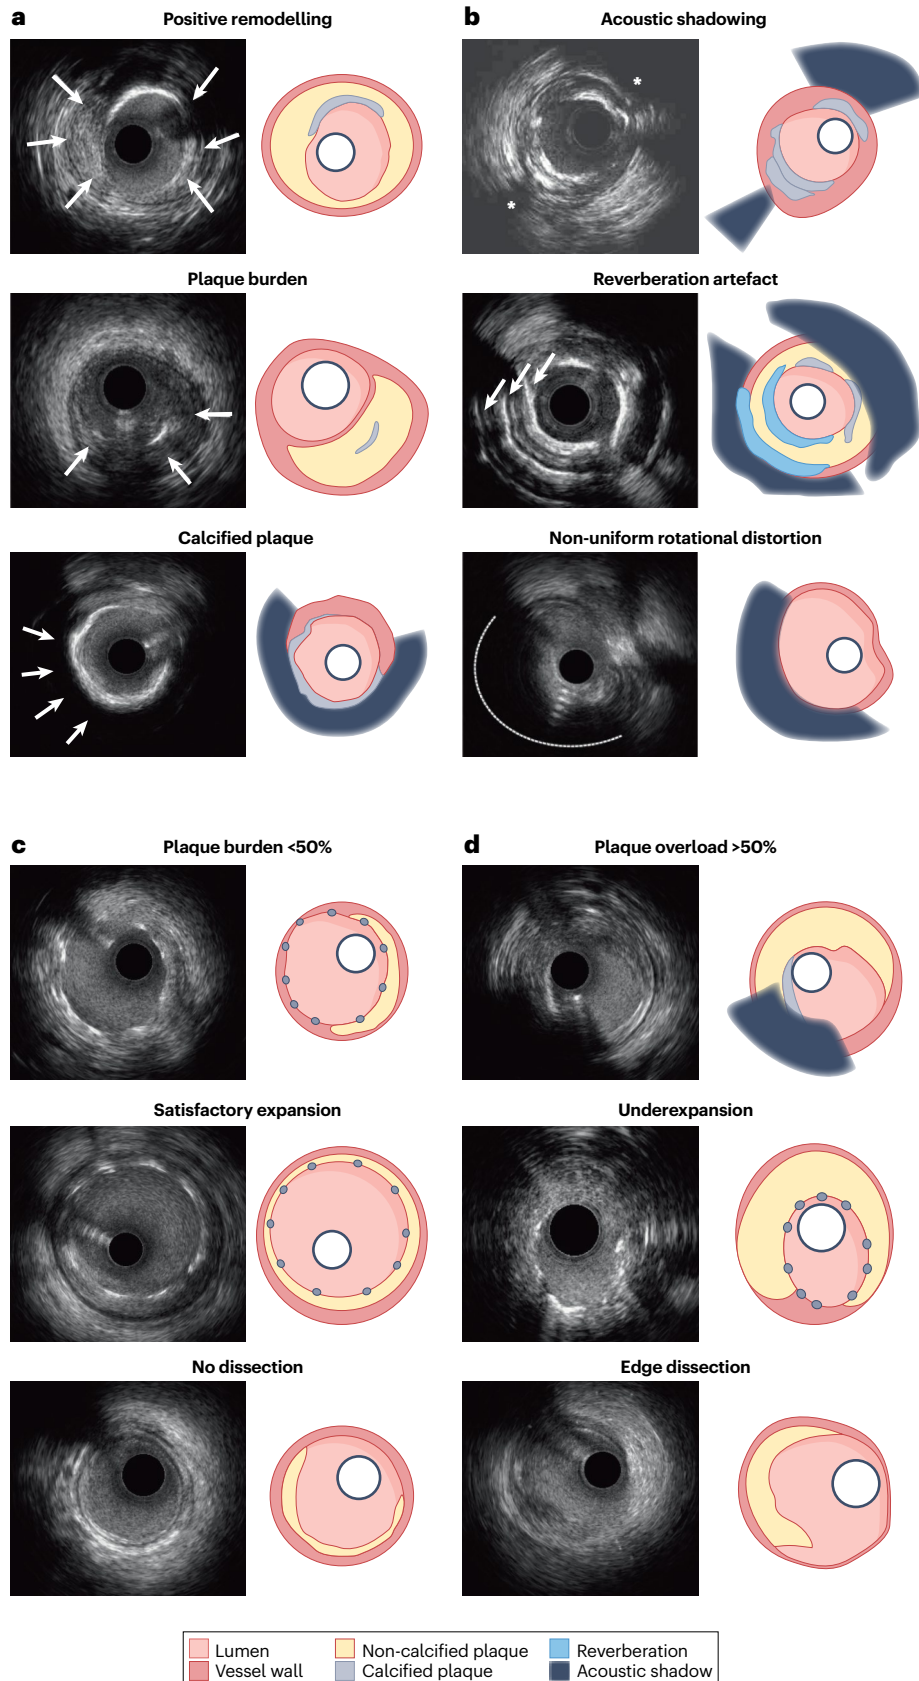 a
Positive remodelling
b
Acoustic shadowing
*
*
Plaque burden
Reverberation artefact
Calcified plaque
Non-uniform rotational distortion
c
Plaque burden <50%
d
Plaque overload >50%
Satisfactory expansion
Underexpansion
No dissection
Edge dissection
Lumen
Non-calcified plaque
Reverberation
Vessel wall
Calcified plaque
Acoustic shadow